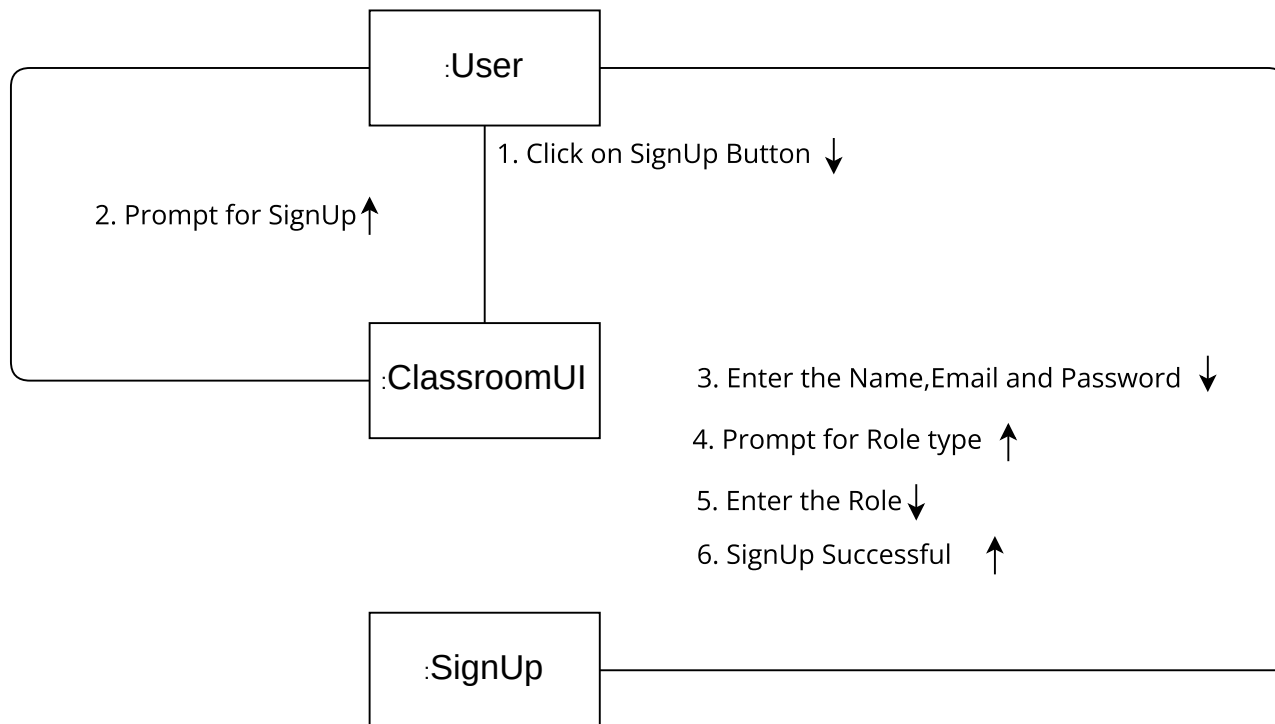 :User
1. Click on SignUp Button
2. Prompt for SignUp
:ClassroomUI
3. Enter the Name,Email and Password
4. Prompt for Role type
5. Enter the Role
6. SignUp Successful
:SignUp